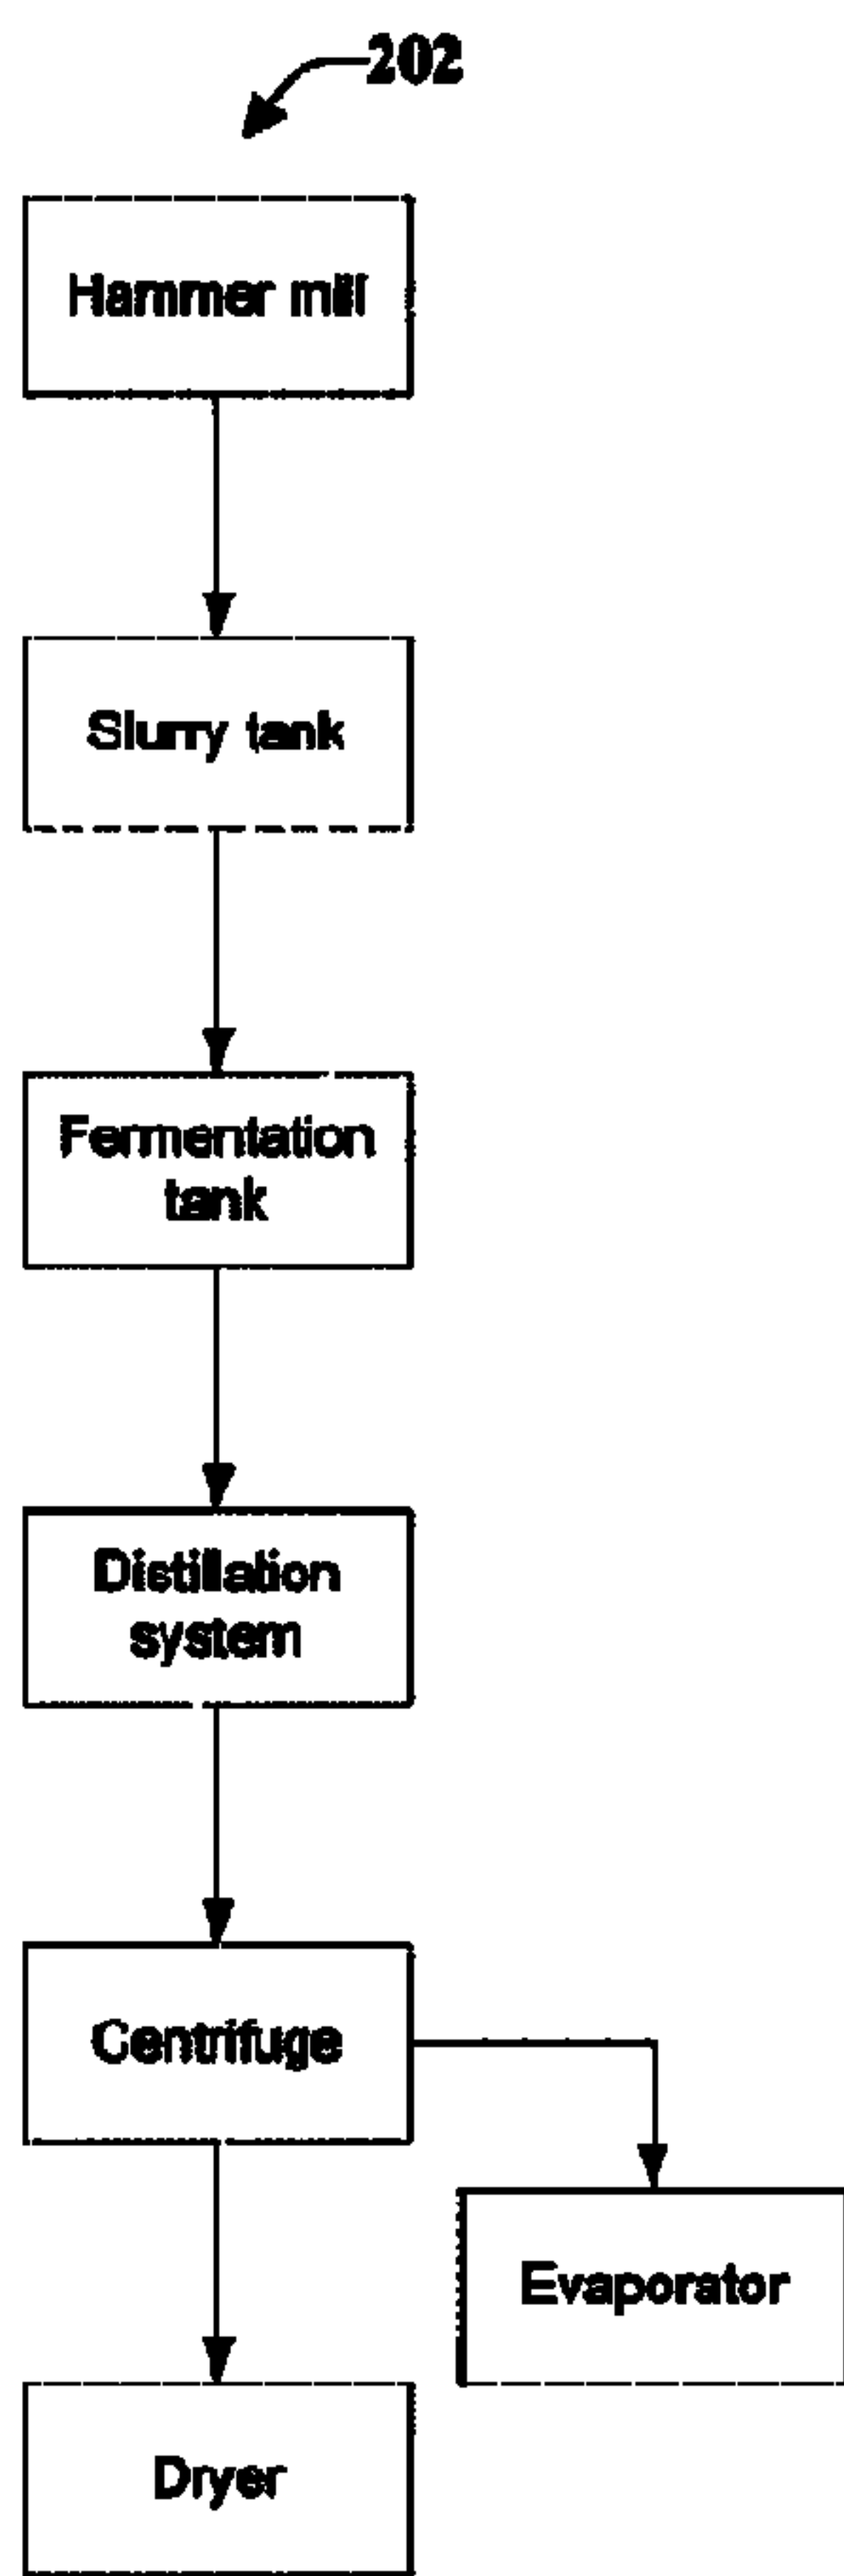 202
Hammer mill
Slurry tank
Fermentation
tank
Distillation
system
Centrifuge
Evaporator
Dryer